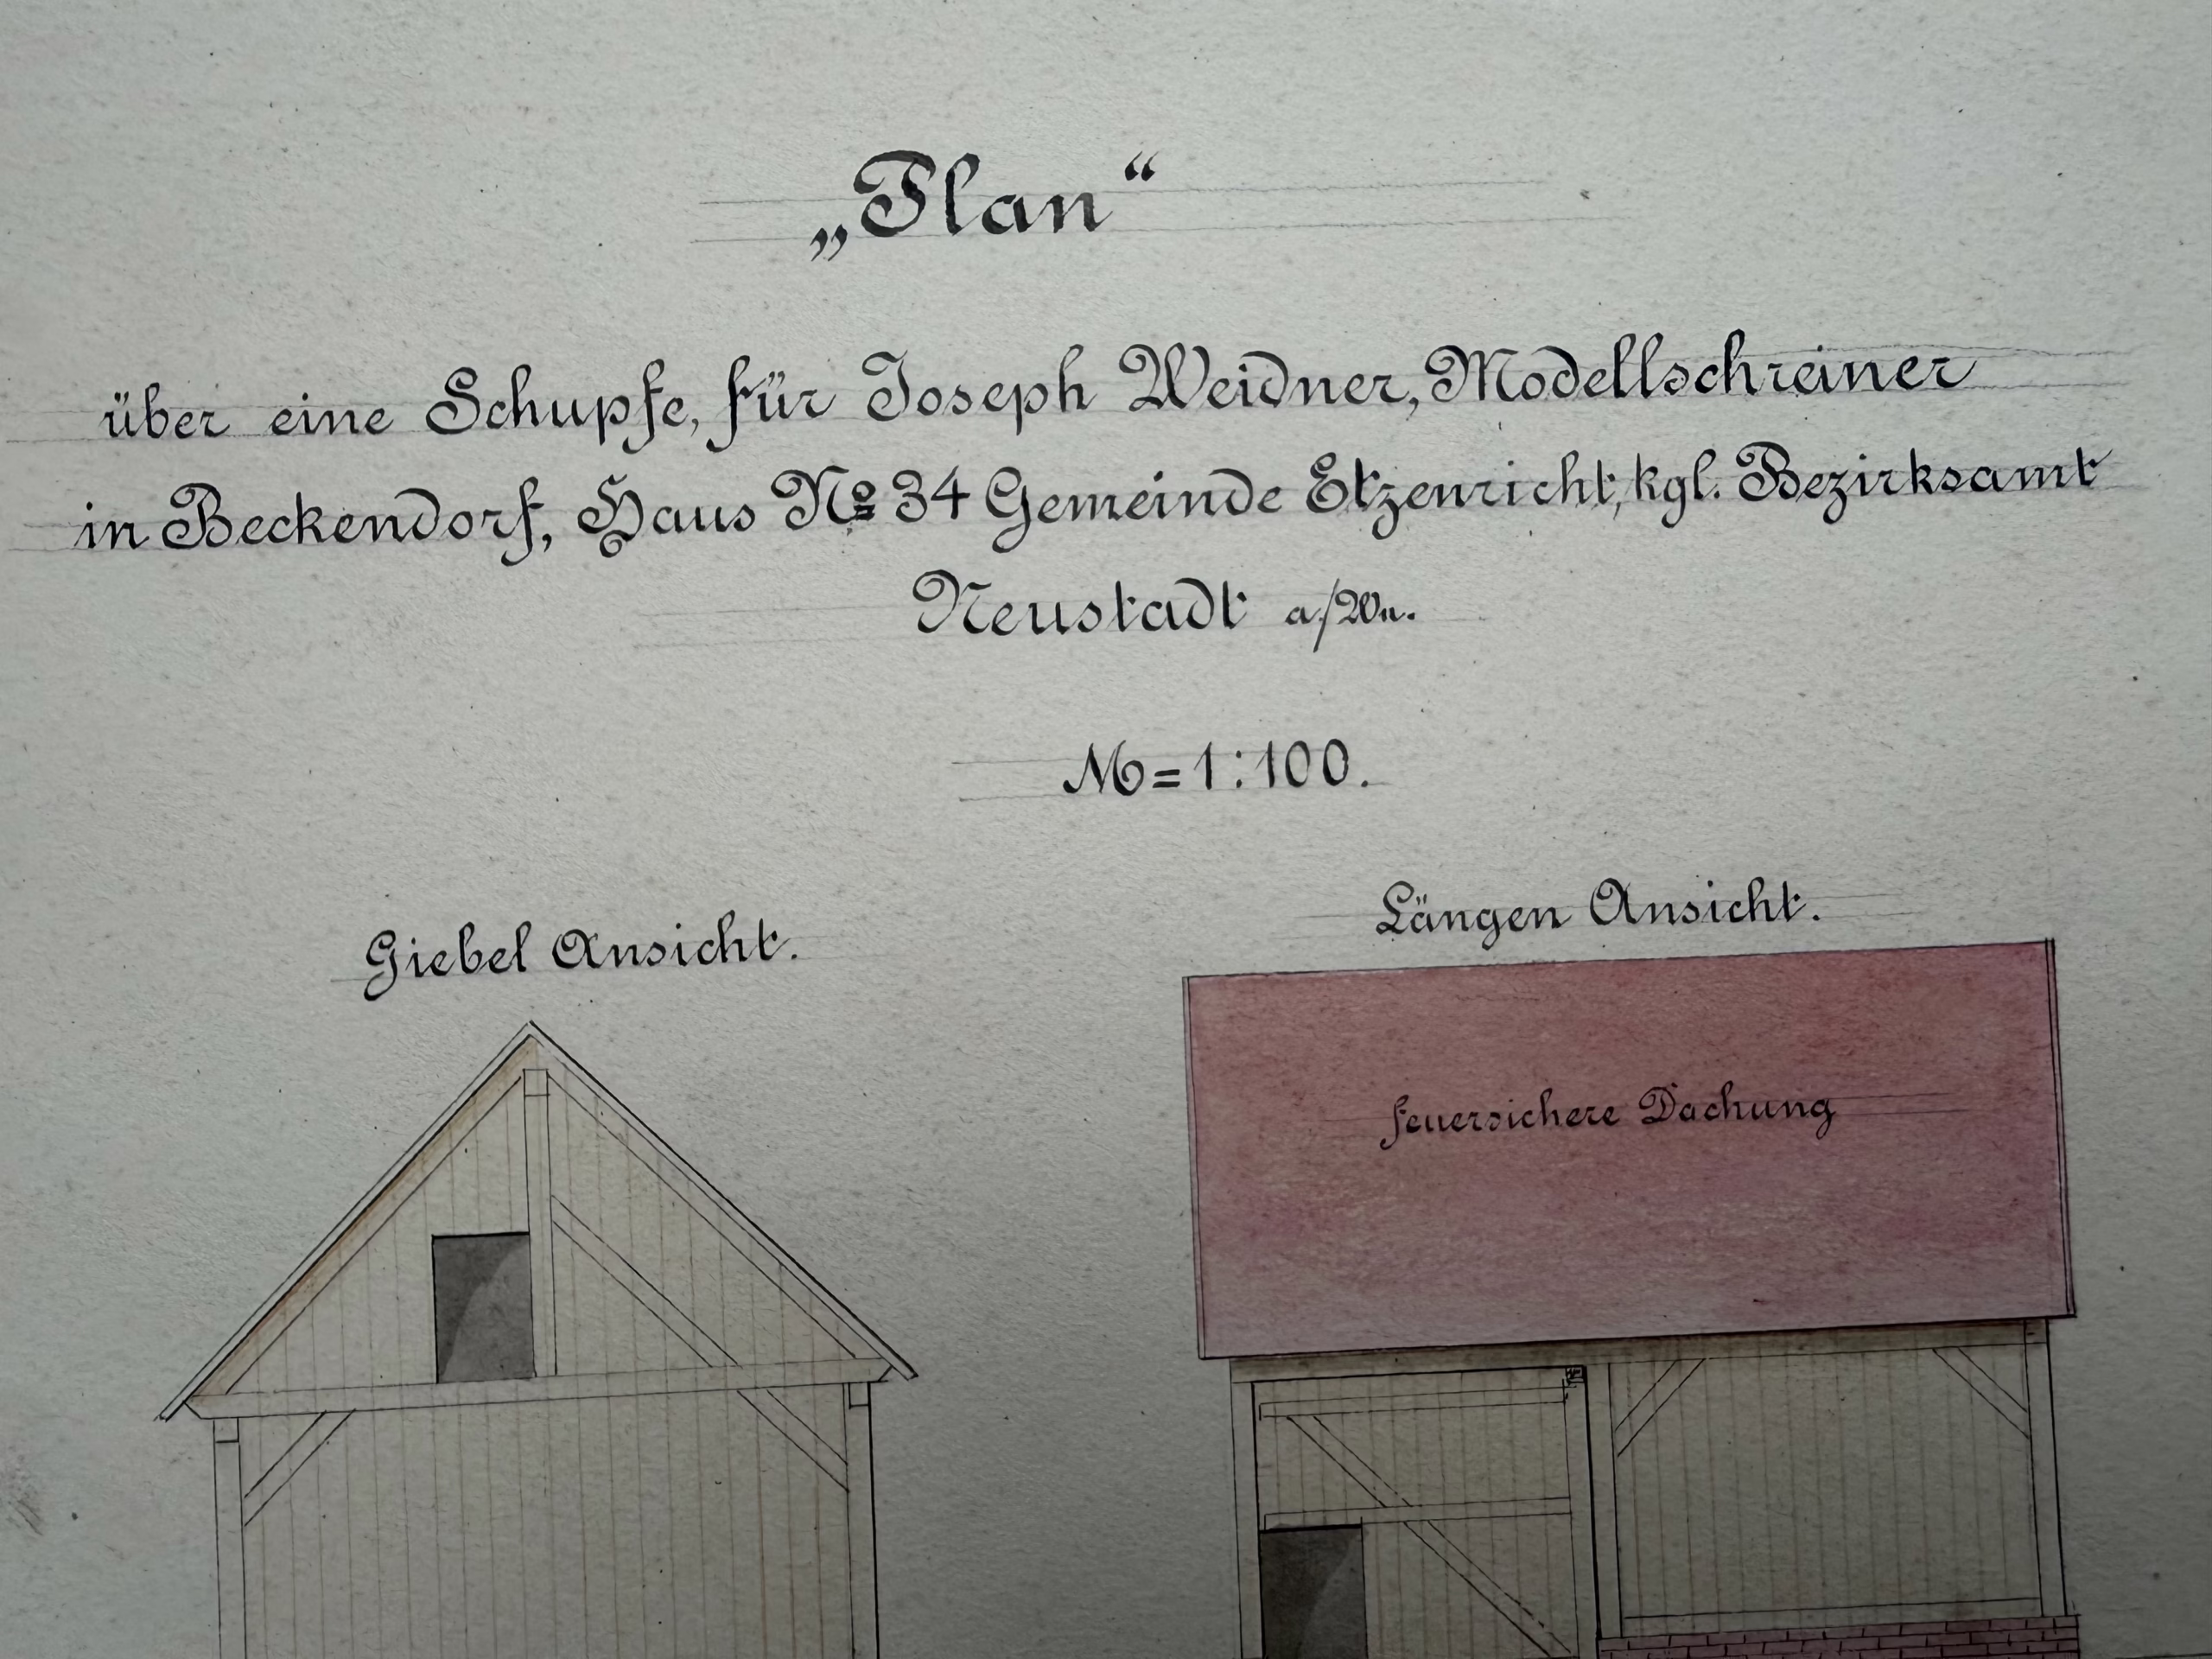 „Plan“
über eine Schupfe, für Joseph Weidner, Modellschreiner
in Beckendorf, Haus No 34 Gemeinde Etzenricht, kgl. Bezirksamt
Neustadt a/Wn.
M=1:100.
Giebel Ansicht.
Längen Ansicht.
feuersichere Dachung